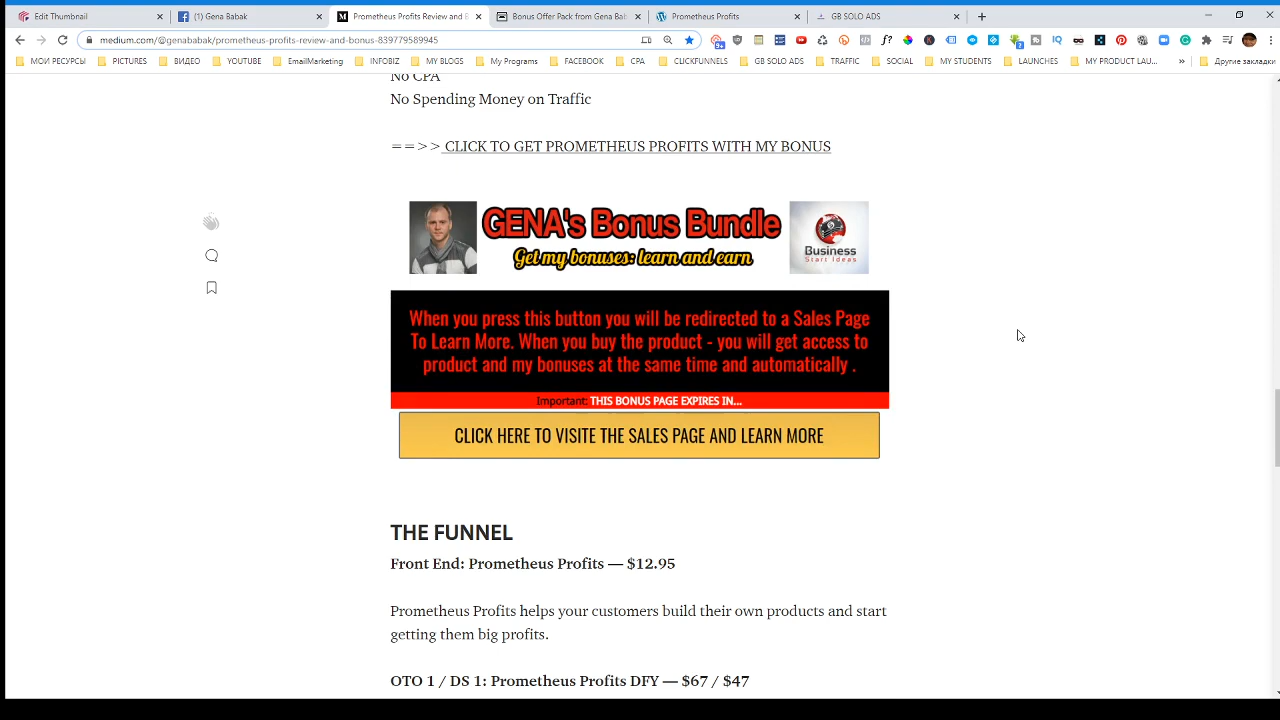 Edit Thumbnail
(1) Gena Babak
Prometheus Profits Review and B
Bonus Offer Pack from Gena Bab
Prometheus Profits
GB SOLO ADS
medium.com/@genababak/prometheus-profits-review-and-bonus-839779589945
МОИ РЕСУРСЫ
PICTURES
ВИДЕО
YOUTUBE
EmailMarketing
INFOBIZ
MY BLOGS
My Programs
FACEBOOK
CPA
CLICKFUNNELS
GB SOLO ADS
TRAFFIC
SOCIAL
MY STUDENTS
LAUNCHES
MY PRODUCT LAU...
Другие закладки
No CPA
No Spending Money on Traffic
==>> CLICK TO GET PROMETHEUS PROFITS WITH MY BONUS
GENA's Bonus Bundle
Get my bonuses: learn and earn
Business
Start Ideas
When you press this button you will be redirected to a Sales Page
To Learn More. When you buy the product - you will get access to
product and my bonuses at the same time and automatically .
Important: THIS BONUS PAGE EXPIRES IN...
CLICK HERE TO VISITE THE SALES PAGE AND LEARN MORE
THE FUNNEL
Front End: Prometheus Profits — $12.95
Prometheus Profits helps your customers build their own products and start
getting them big profits.
OTO 1 / DS 1: Prometheus Profits DFY — $67 / $47